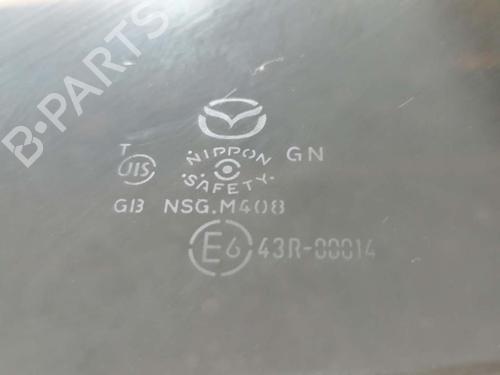 B-PARTS
T
JIS
NIPPON GN
SAFETY
GB NSG.M408
E6 43R-00014